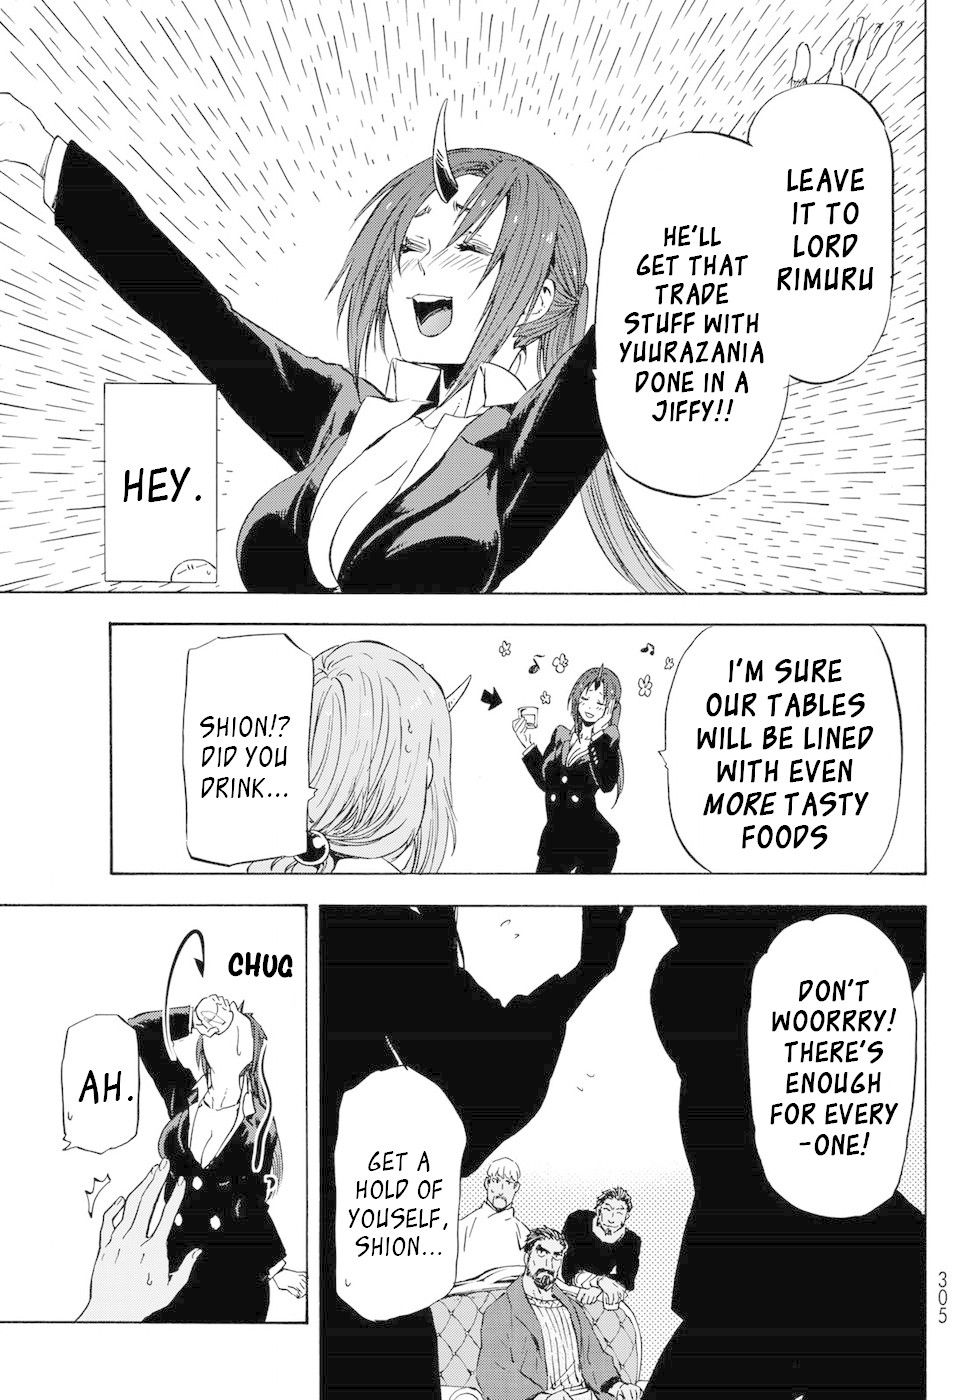 LEAVE
IT TO
LORD
RIMURU
HE'LL
GET THAT
TRADE
STUFF WITH
YUURAZANIA
DONE IN A
JIFFY!!
HEY.
I'M SURE
OUR TABLES
WILL BE LINED
WITH EVEN
MORE TASTY
FOODS
SHION!?
DID YOU
DRINK...
DON'T
WOORRRY!
THERE'S
ENOUGH
FOR EVERY
-ONE!
GET A
HOLD OF
YOUSELF,
SHION...
CHUG
AH.
305